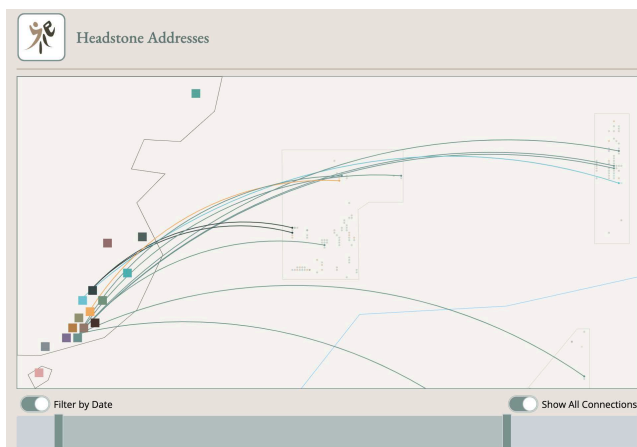 Headstone Addresses
Filter by Date
Show All Connections